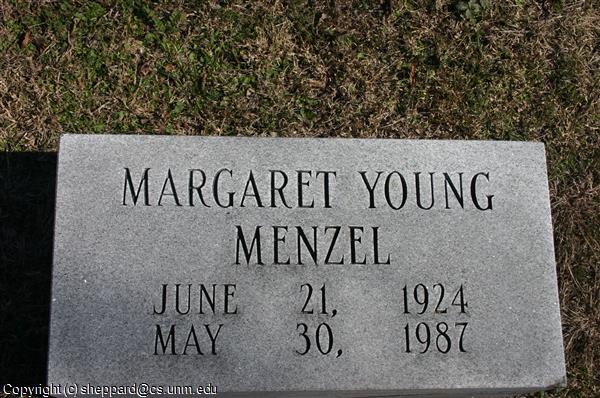 MARGARET YOUNG
MENZEL
JUNE 21, 1924
MAY 30, 1987
Copyright (c) sheppard@cs.unm.edu